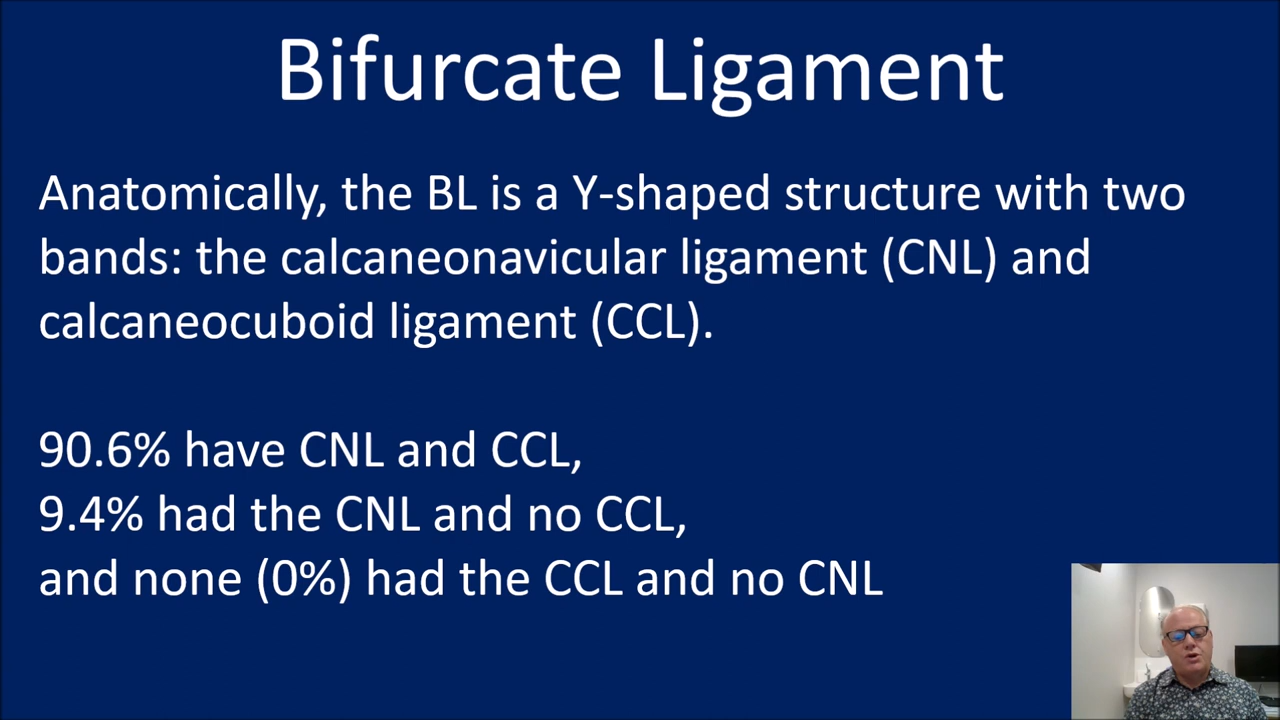 Bifurcate Ligament
Anatomically, the BL is a Y-shaped structure with two
bands: the calcaneonavicular ligament (CNL) and
calcaneocuboid ligament (CCL).
90.6% have CNL and CCL,
9.4% had the CNL and no CCL,
and none (0%) had the CCL and no CNL